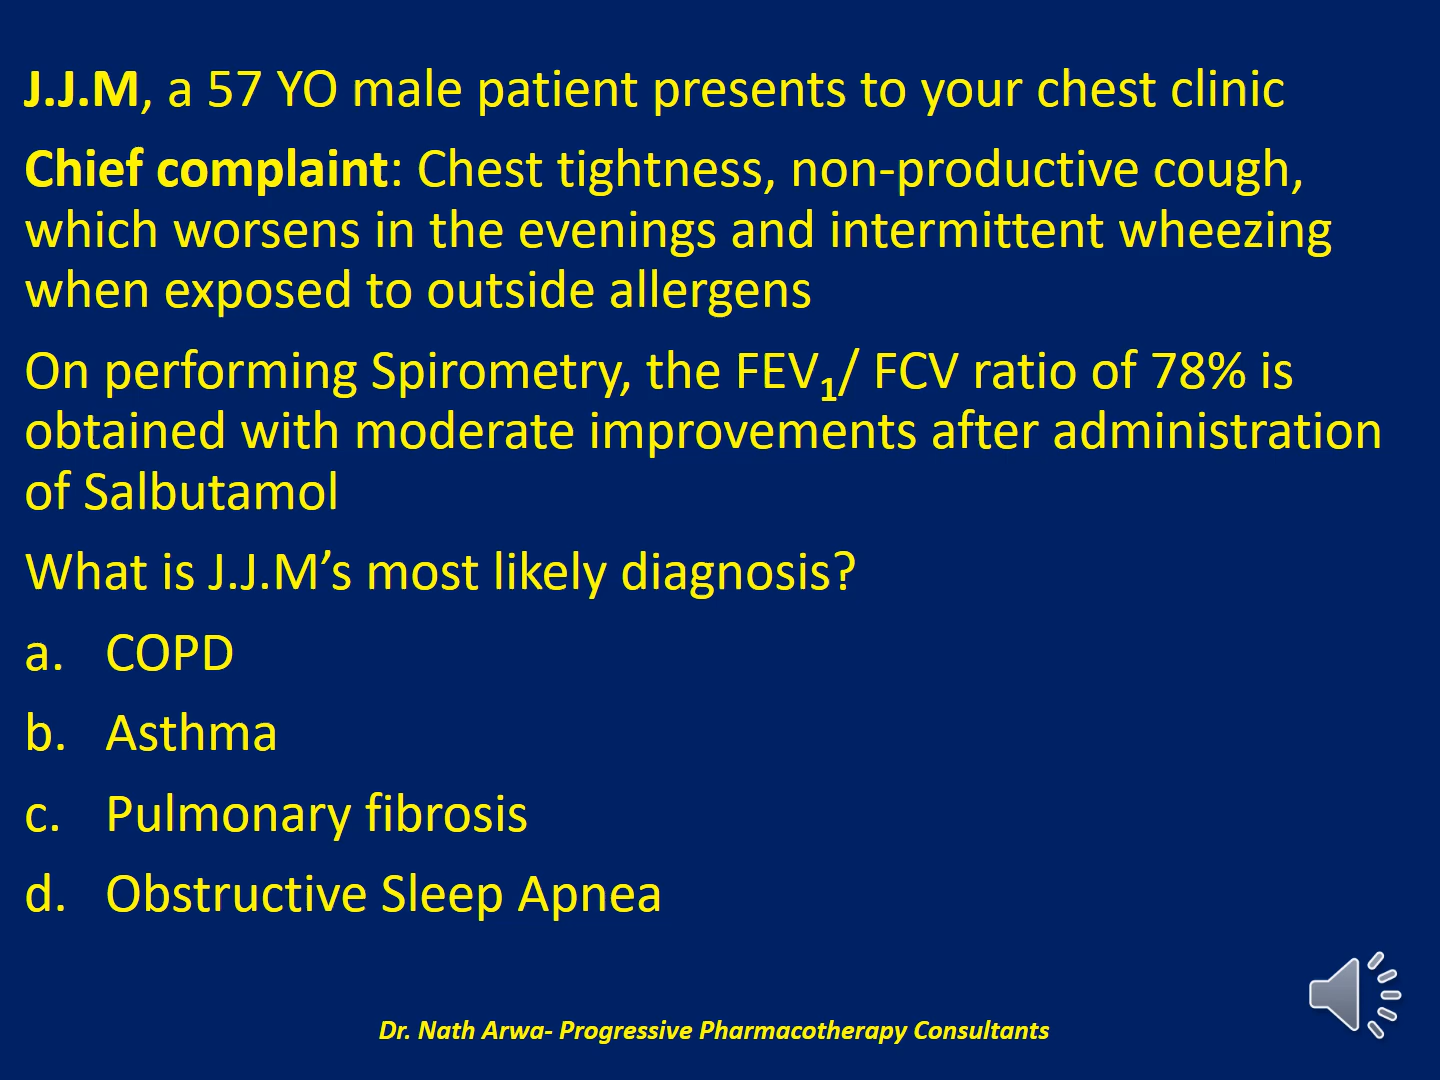 J.J.M, a 57 YO male patient presents to your chest clinic
Chief complaint: Chest tightness, non-productive cough,
which worsens in the evenings and intermittent wheezing
when exposed to outside allergens
On performing Spirometry, the FEV1/ FCV ratio of 78% is
obtained with moderate improvements after administration
of Salbutamol
What is J.J.M’s most likely diagnosis?
a. COPD
b. Asthma
c. Pulmonary fibrosis
d. Obstructive Sleep Apnea
Dr. Nath Arwa- Progressive Pharmacotherapy Consultants